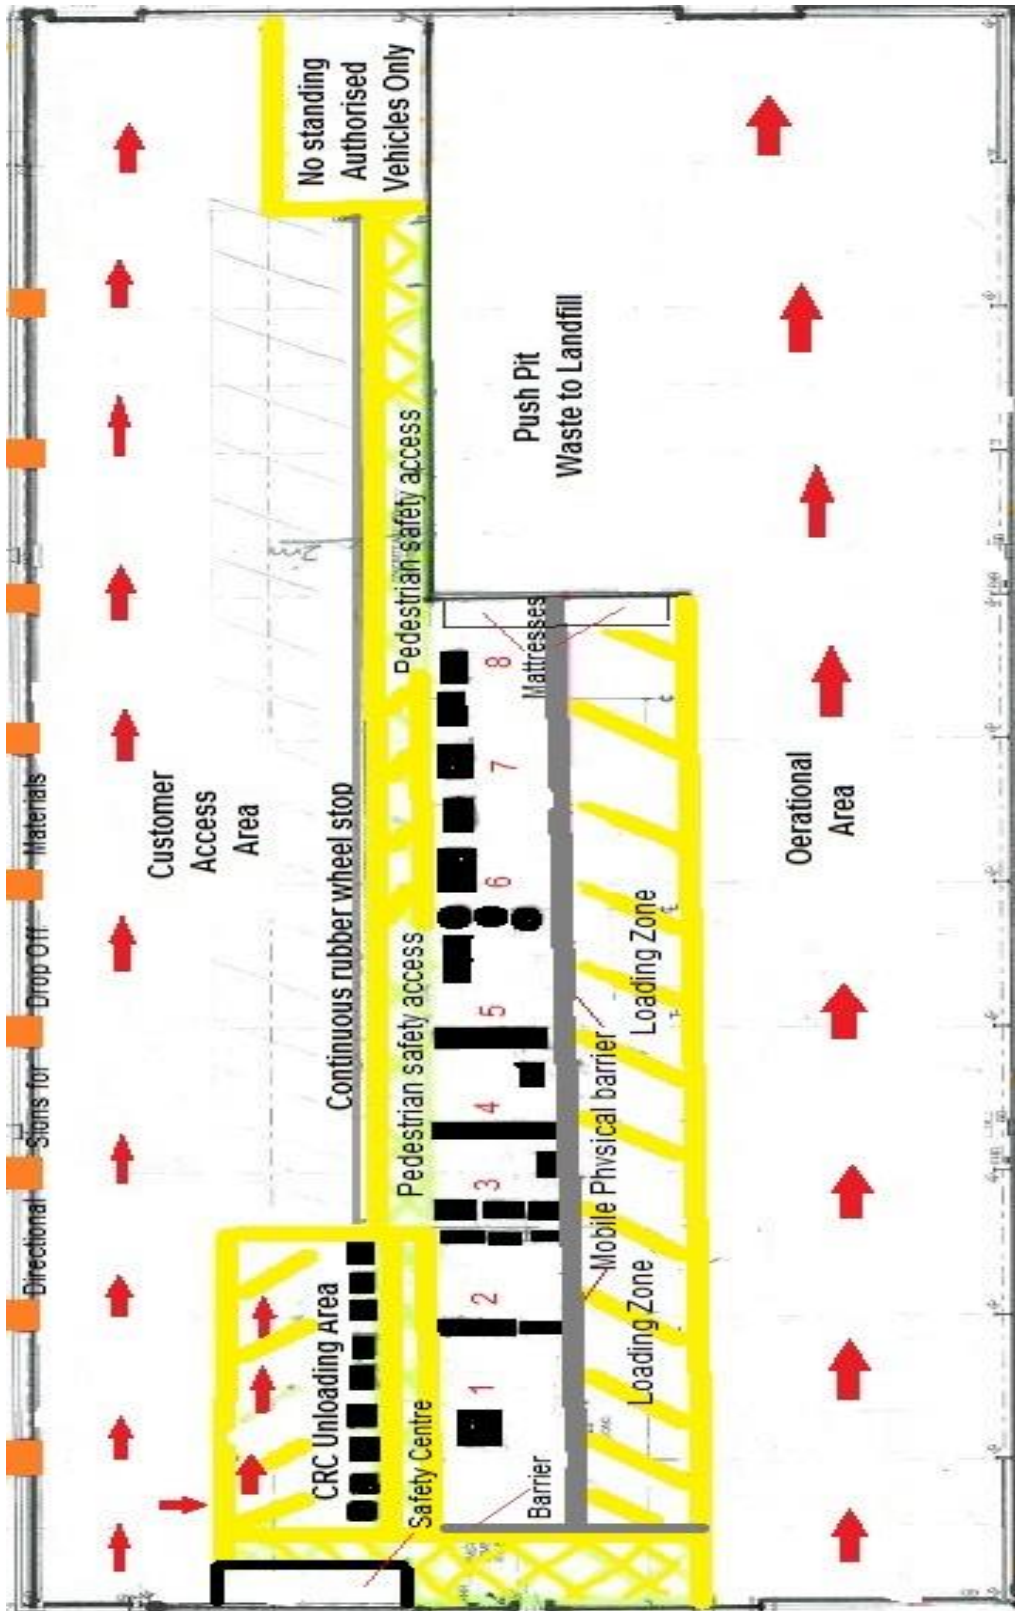 Directional Signs for Drop Off Materials
Customer
Access
Area
No standing
Authorised
Vehicles Only
Continuous rubber wheel stop
CRC Unloading Area
Safety Centre
Pedestrian safety access
Pedestrian safety access
1
2
3
4
5
6
7
8
Mattresses
Push Pit
Waste to Landfill
Barrier
Mobile Physical barrier
Loading Zone
Loading Zone
Oerational
Area